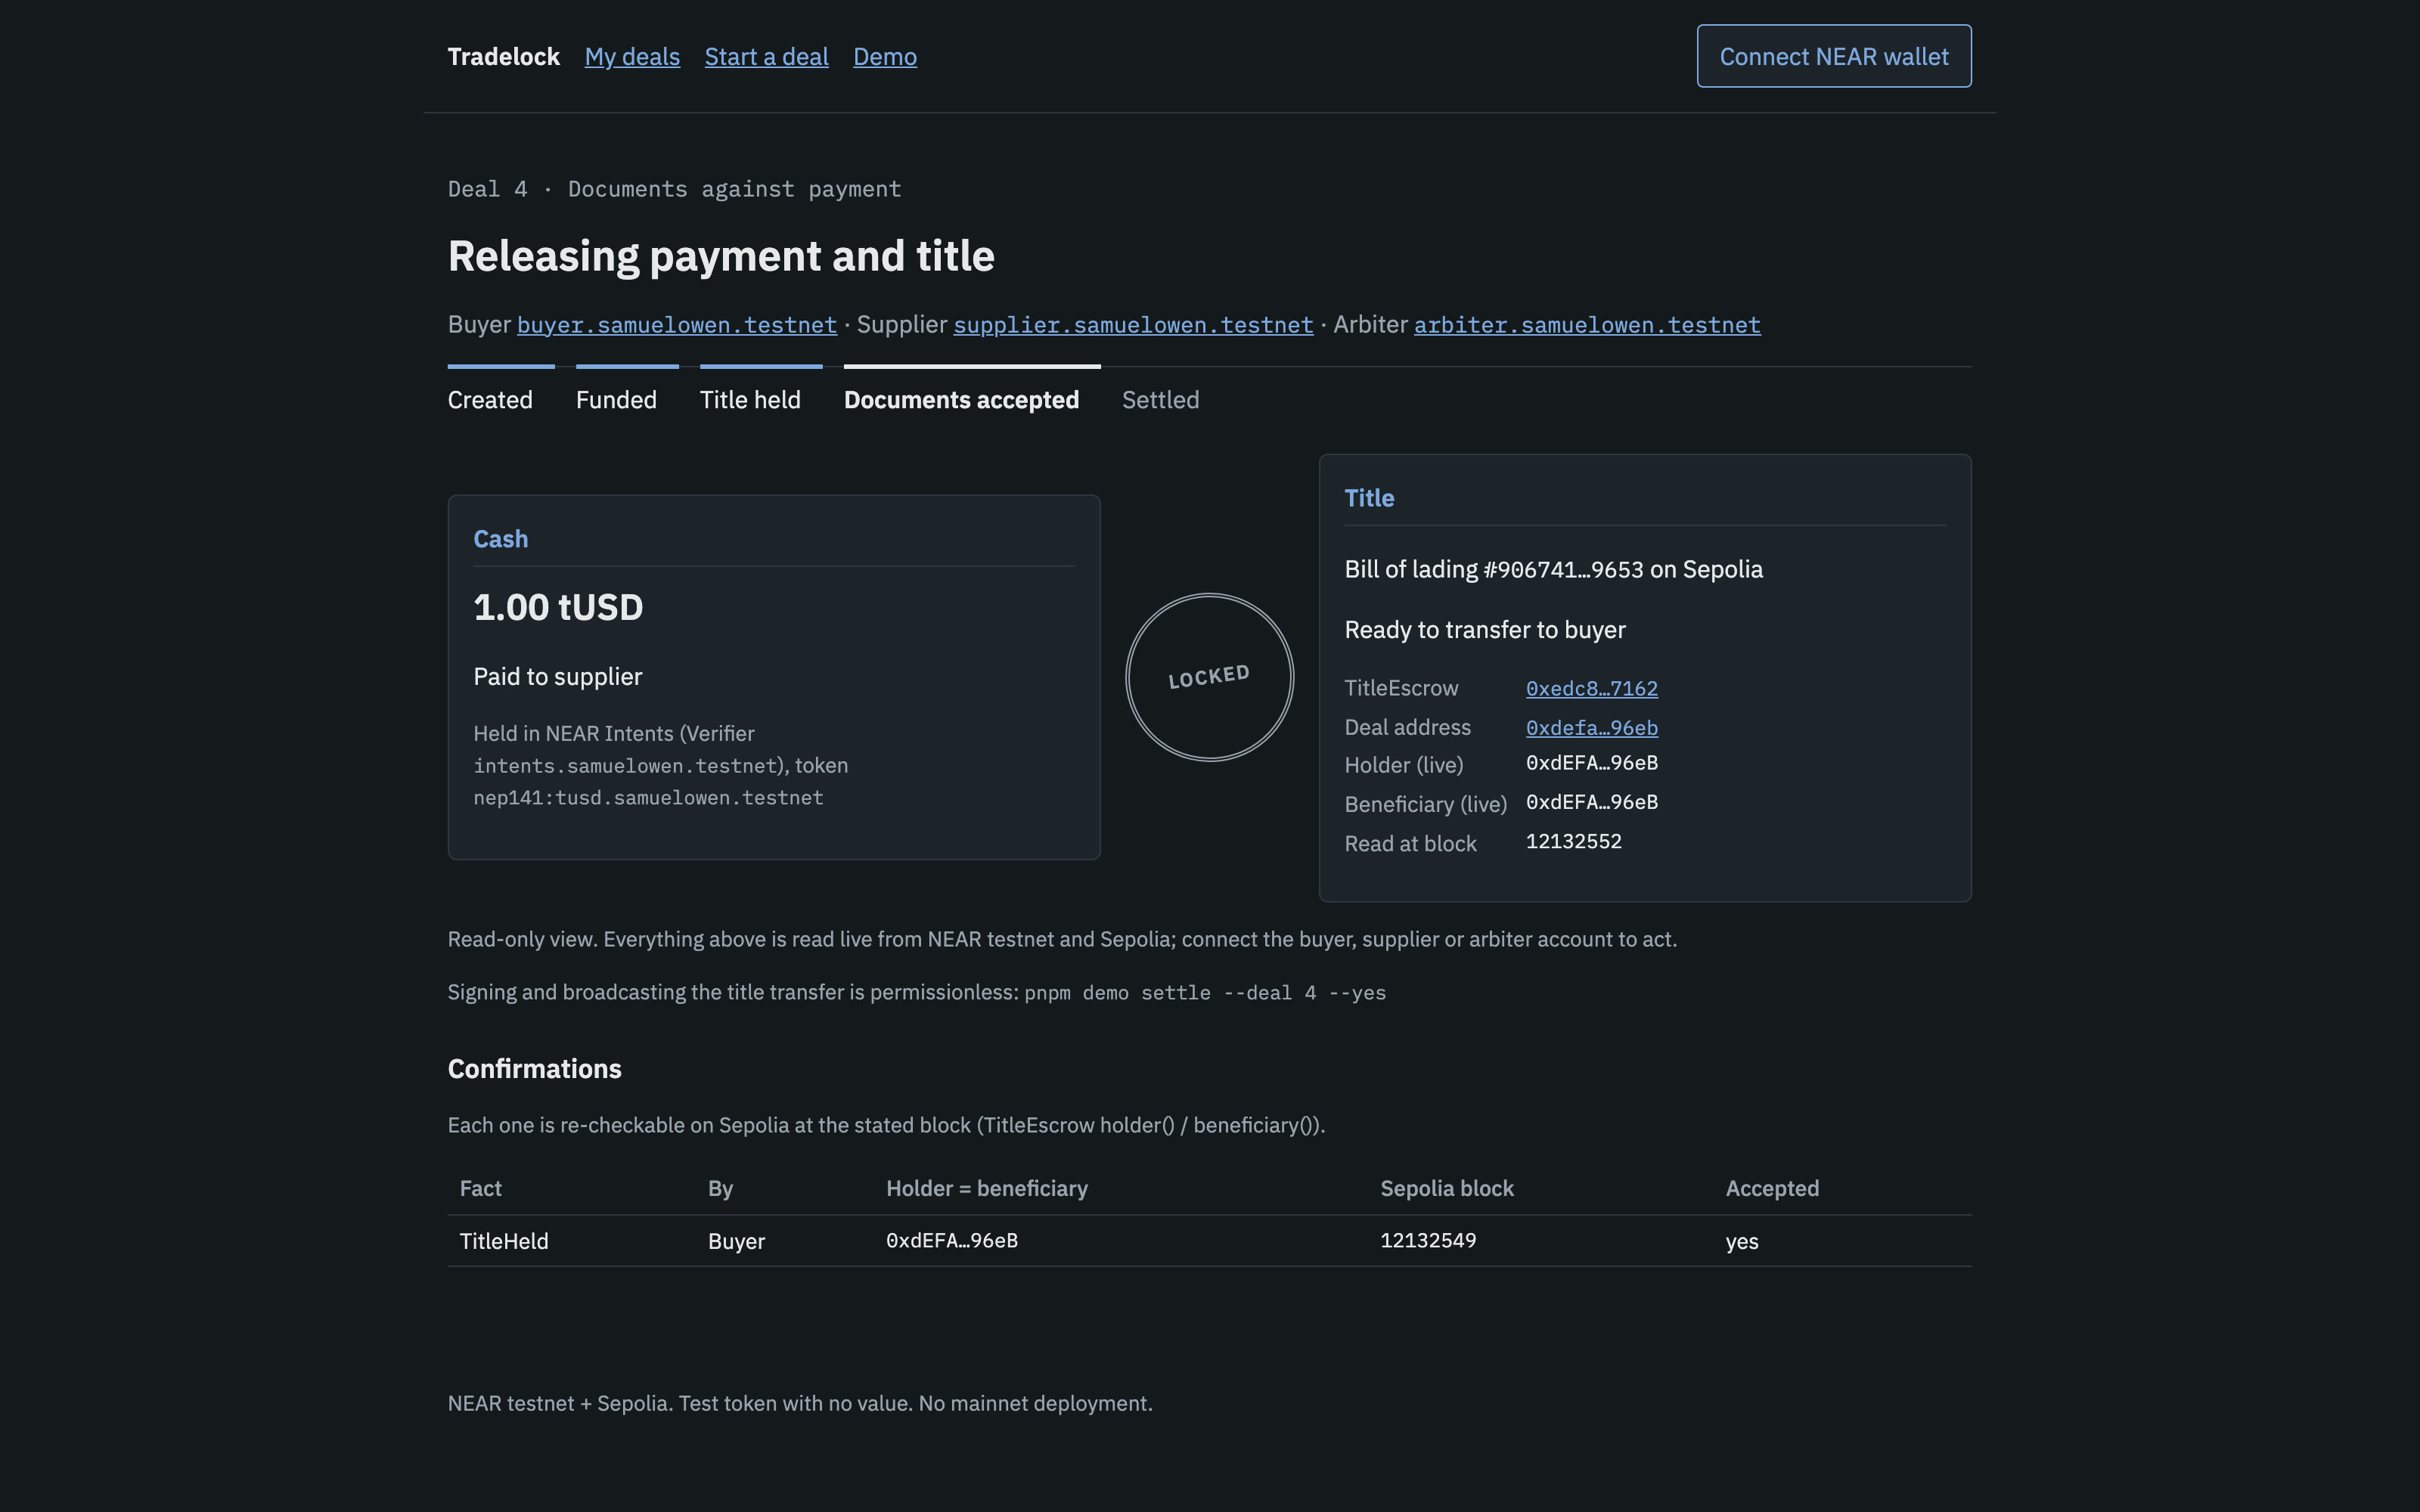 Tradelock My deals Start a deal Demo Connect NEAR wallet
Deal 4 · Documents against payment
Releasing payment and title
Buyer buyer.samuelowen.testnet · Supplier supplier.samuelowen.testnet · Arbiter arbiter.samuelowen.testnet
Created Funded Title held Documents accepted Settled
Cash
1.00 tUSD
Paid to supplier
Held in NEAR Intents (Verifier
intents.samuelowen.testnet), token
nep141:tusd.samuelowen.testnet
LOCKED
Title
Bill of lading #906741…9653 on Sepolia
Ready to transfer to buyer
TitleEscrow 0xedc8…7162
Deal address 0xdefa…96eb
Holder (live) 0xdEFA…96eB
Beneficiary (live) 0xdEFA…96eB
Read at block 12132552
Read-only view. Everything above is read live from NEAR testnet and Sepolia; connect the buyer, supplier or arbiter account to act.
Signing and broadcasting the title transfer is permissionless: pnpm demo settle --deal 4 --yes
Confirmations
Each one is re-checkable on Sepolia at the stated block (TitleEscrow holder() / beneficiary()).
Fact By Holder = beneficiary Sepolia block Accepted
TitleHeld Buyer 0xdEFA…96eB 12132549 yes
NEAR testnet + Sepolia. Test token with no value. No mainnet deployment.